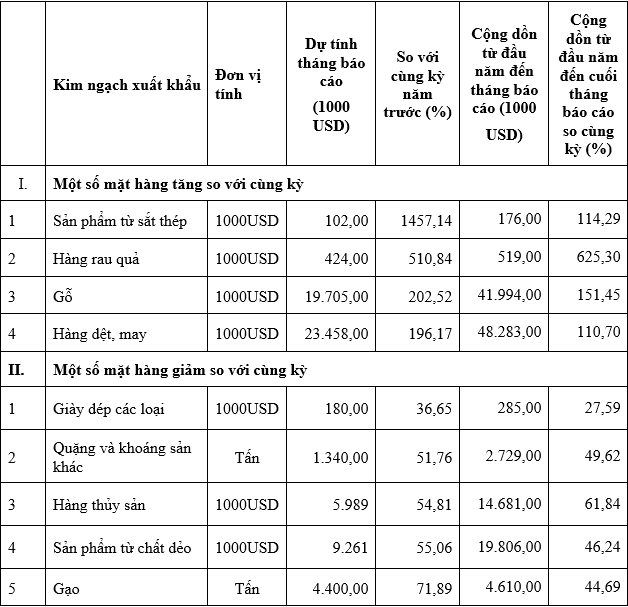 Kim ngạch xuất khẩu
Đơn vị
tính
Dự tính
tháng báo
cáo
(1000
USD)
So với
cùng kỳ
năm
trước (%)
Cộng dồn
từ đầu
năm đến
tháng báo
cáo (1000
USD)
Cộng
dồn từ
đầu năm
đến cuối
tháng
báo cáo
so cùng
kỳ (%)
I. Một số mặt hàng tăng so với cùng kỳ
1 Sản phẩm từ sắt thép 1000USD 102,00 1457,14 176,00 114,29
2 Hàng rau quả 1000USD 424,00 510,84 519,00 625,30
3 Gỗ 1000USD 19.705,00 202,52 41.994,00 151,45
4 Hàng dệt, may 1000USD 23.458,00 196,17 48.283,00 110,70
II. Một số mặt hàng giảm so với cùng kỳ
1 Giày dép các loại 1000USD 180,00 36,65 285,00 27,59
2 Quặng và khoáng sản
khác Tấn 1.340,00 51,76 2.729,00 49,62
3 Hàng thủy sản 1000USD 5.989 54,81 14.681,00 61,84
4 Sản phẩm từ chất dẻo 1000USD 9.261 55,06 19.806,00 46,24
5 Gạo Tấn 4.400,00 71,89 4.610,00 44,69